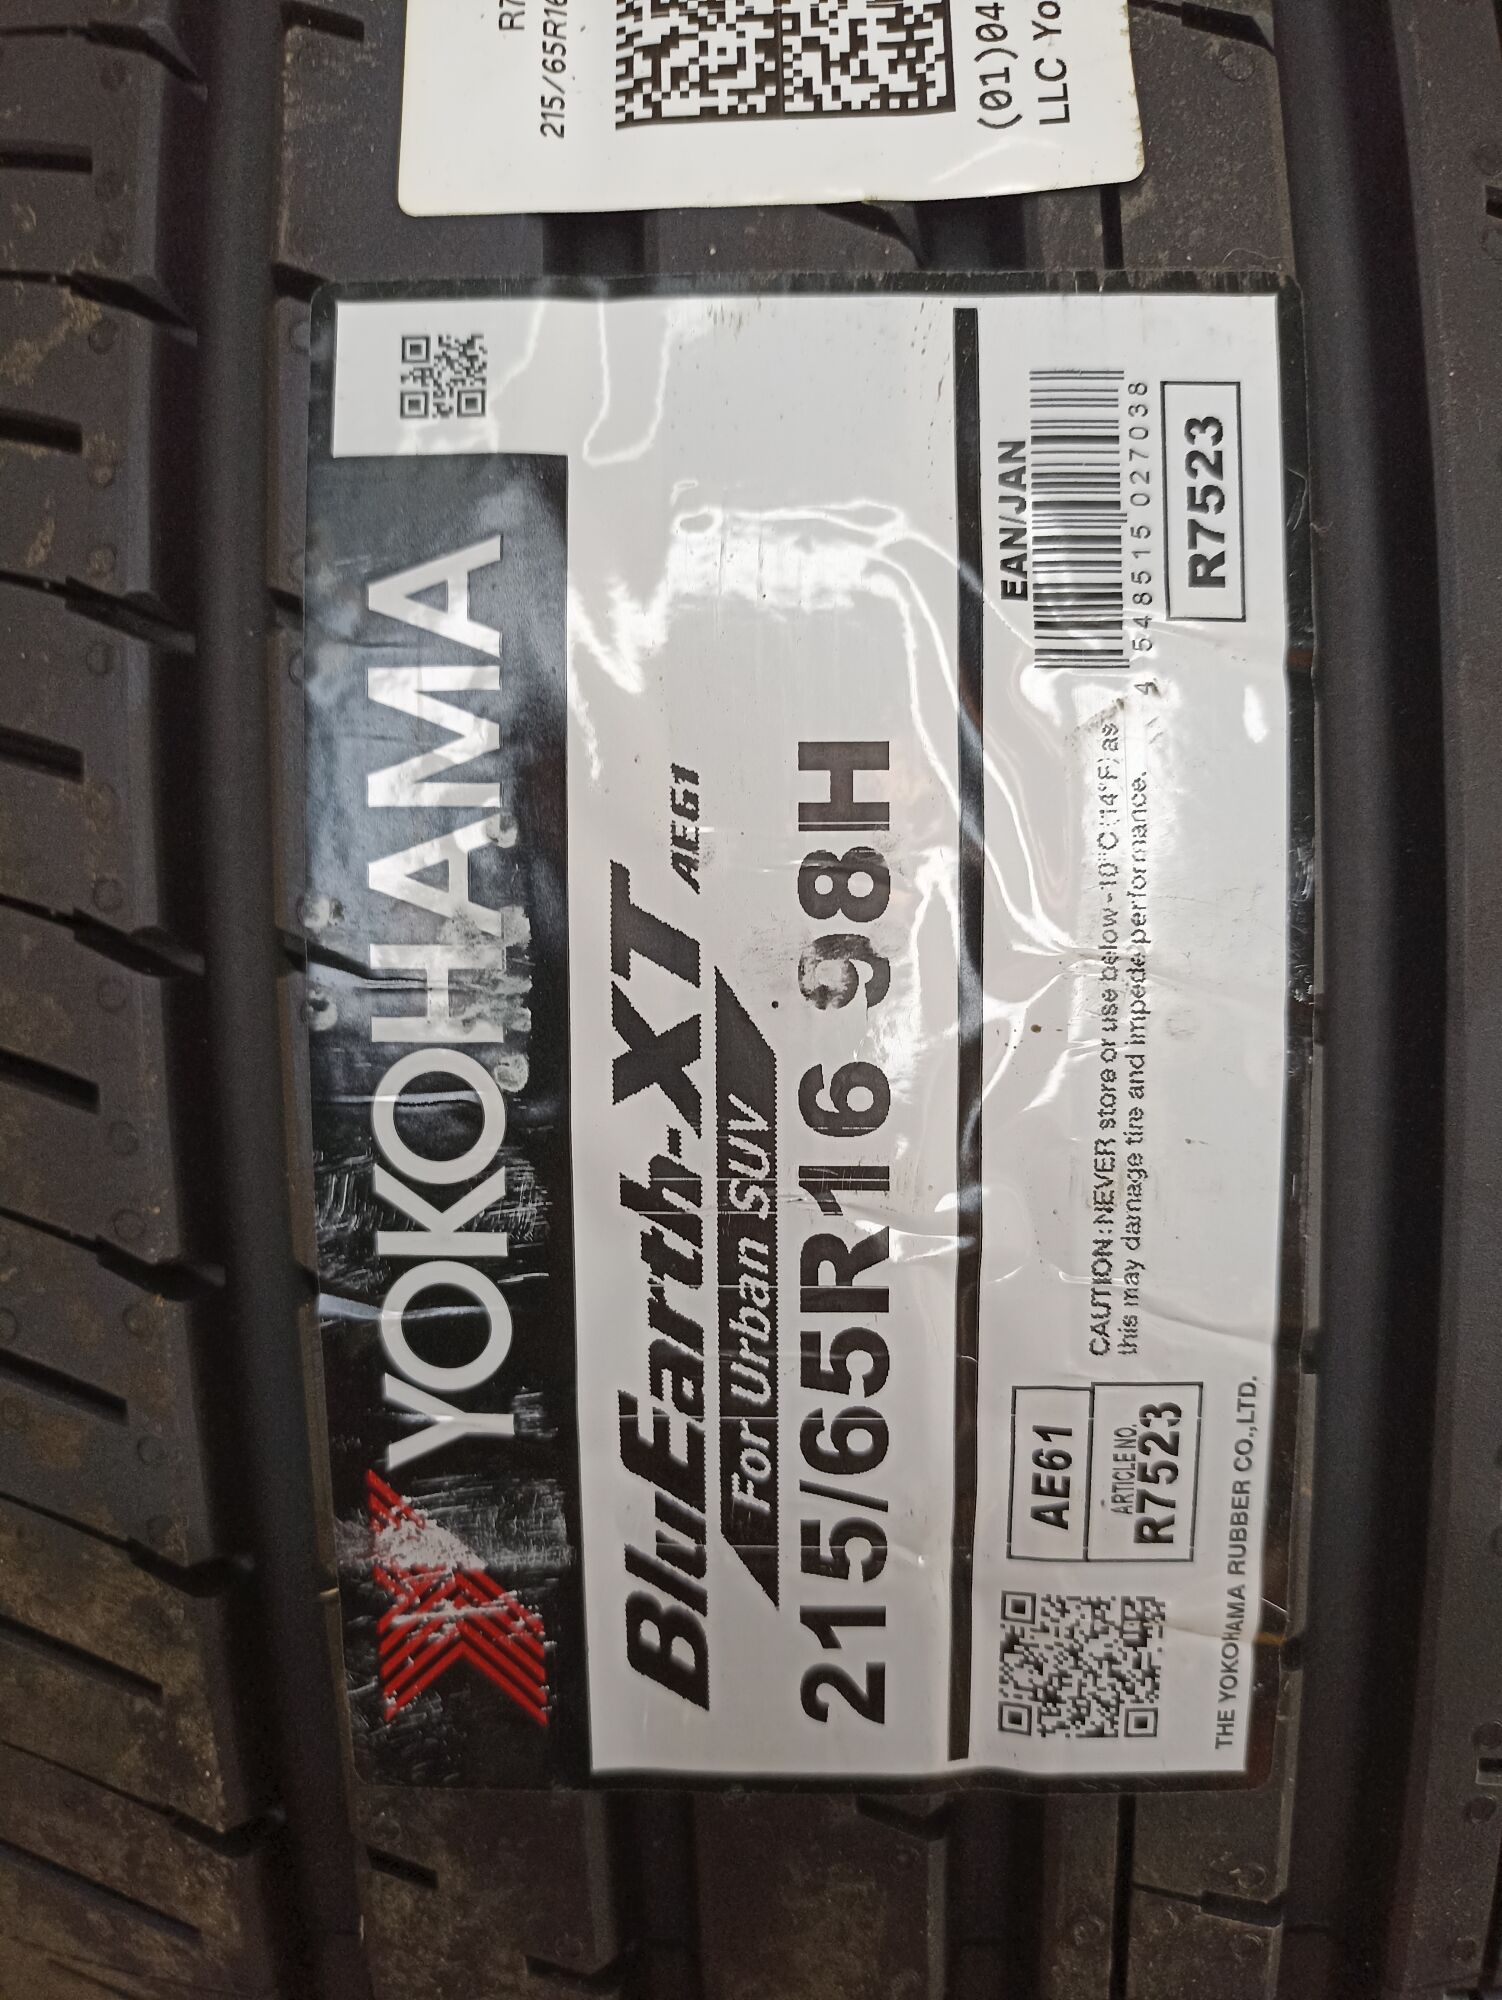 YOKOHAMA
BluEarth-XT AE61
For Urban SUV
215/65R16 98H
EAN/JAN
4 548515 027038
R7523
AE61
ARTICLE NO.
R7523
CAUTION : NEVER store or use below -10°C (14°F) as
this may damage tire and impede performance.
THE YOKOHAMA RUBBER CO.,LTD.
R7
215/65R16
(01)04
LLC Yo